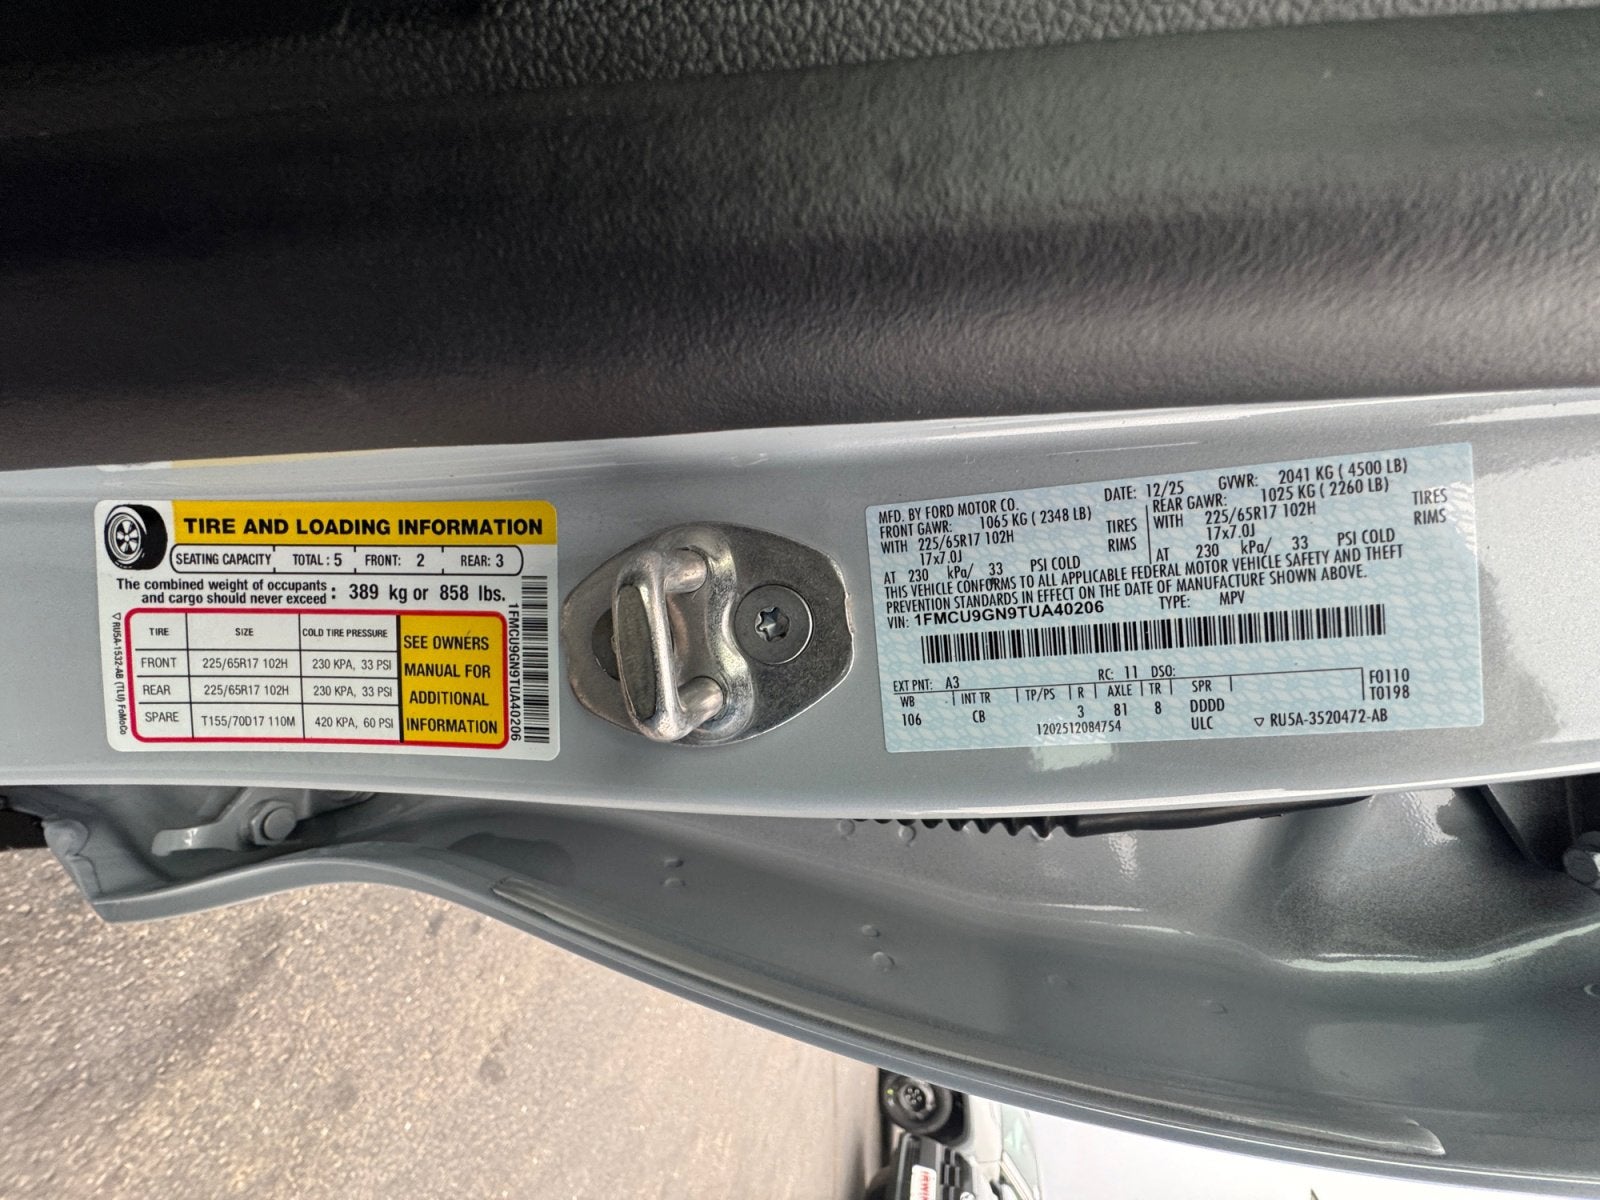 TIRE AND LOADING INFORMATION
SEATING CAPACITY TOTAL : 5 FRONT: 2 REAR: 3
The combined weight of occupants
and cargo should never exceed : 389 kg or 858 lbs.
TIRE SIZE COLD TIRE PRESSURE
FRONT 225/65R17 102H 230 KPA, 33 PSI
REAR 225/65R17 102H 230 KPA, 33 PSI
SPARE T155/70D17 110M 420 KPA, 60 PSI
SEE OWNERS
MANUAL FOR
ADDITIONAL
INFORMATION
1FMCU9GN9TUA40206
▽ RU5A-1532-AB (TLU) FoMoCo
MFD. BY FORD MOTOR CO. DATE: 12/25 GVWR: 2041 KG ( 4500 LB)
FRONT GAWR: 1065 KG ( 2348 LB) REAR GAWR: 1025 KG ( 2260 LB)
WITH 225/65R17 102H TIRES WITH 225/65R17 102H TIRES
17x7.0J RIMS 17x7.0J RIMS
AT 230 kPa/ 33 PSI COLD AT 230 kPa/ 33 PSI COLD
THIS VEHICLE CONFORMS TO ALL APPLICABLE FEDERAL MOTOR VEHICLE SAFETY AND THEFT
PREVENTION STANDARDS IN EFFECT ON THE DATE OF MANUFACTURE SHOWN ABOVE.
VIN: 1FMCU9GN9TUA40206 TYPE: MPV
EXT PNT: A3 RC: 11 DSO:
WB INT TR TP/PS R AXLE TR SPR
106 CB 3 81 8 DDDD
F0110
T0198
1202512084754 ULC ▽ RU5A-3520472-AB